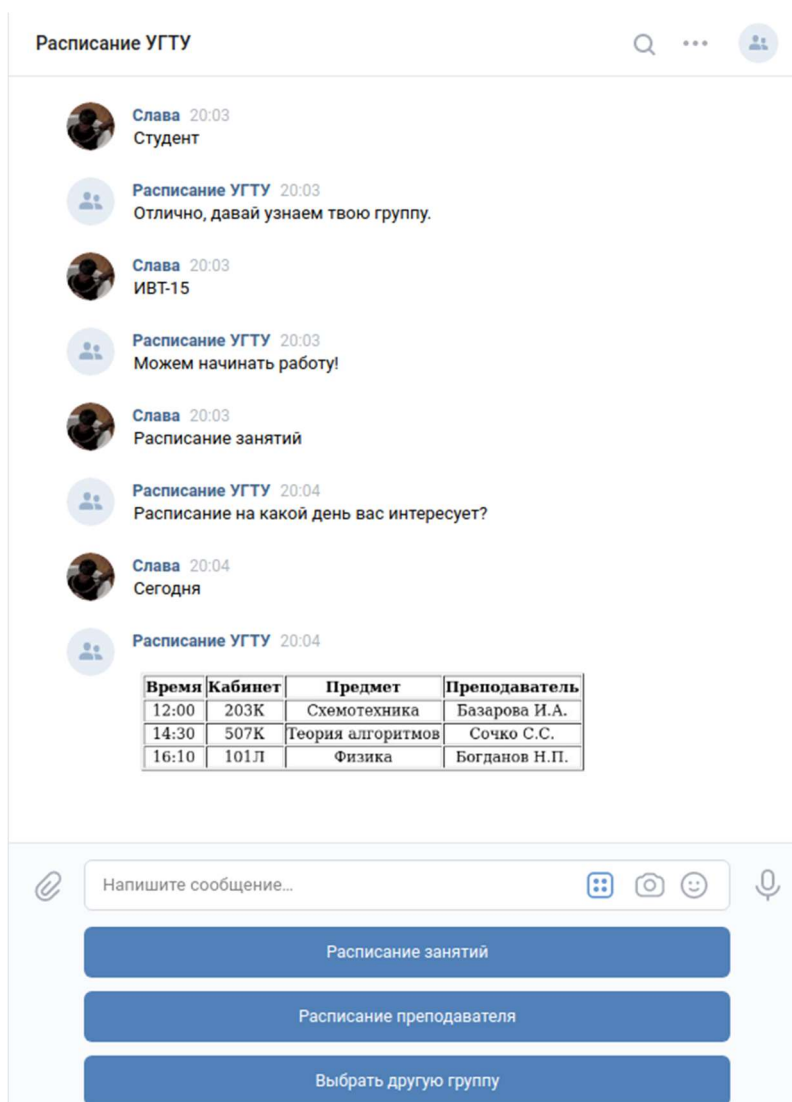 Расписание УГТУ
Слава 20:03
Студент
Расписание УГТУ 20:03
Отлично, давай узнаем твою группу.
Слава 20:03
ИВТ-15
Расписание УГТУ 20:03
Можем начинать работу!
Слава 20:03
Расписание занятий
Расписание УГТУ 20:04
Расписание на какой день вас интересует?
Слава 20:04
Сегодня
Расписание УГТУ 20:04
Время Кабинет Предмет Преподаватель
12:00 203К Схемотехника Базарова И.А.
14:30 507К Теория алгоритмов Сочко С.С.
16:10 101Л Физика Богданов Н.П.
Напишите сообщение...
Расписание занятий
Расписание преподавателя
Выбрать другую группу